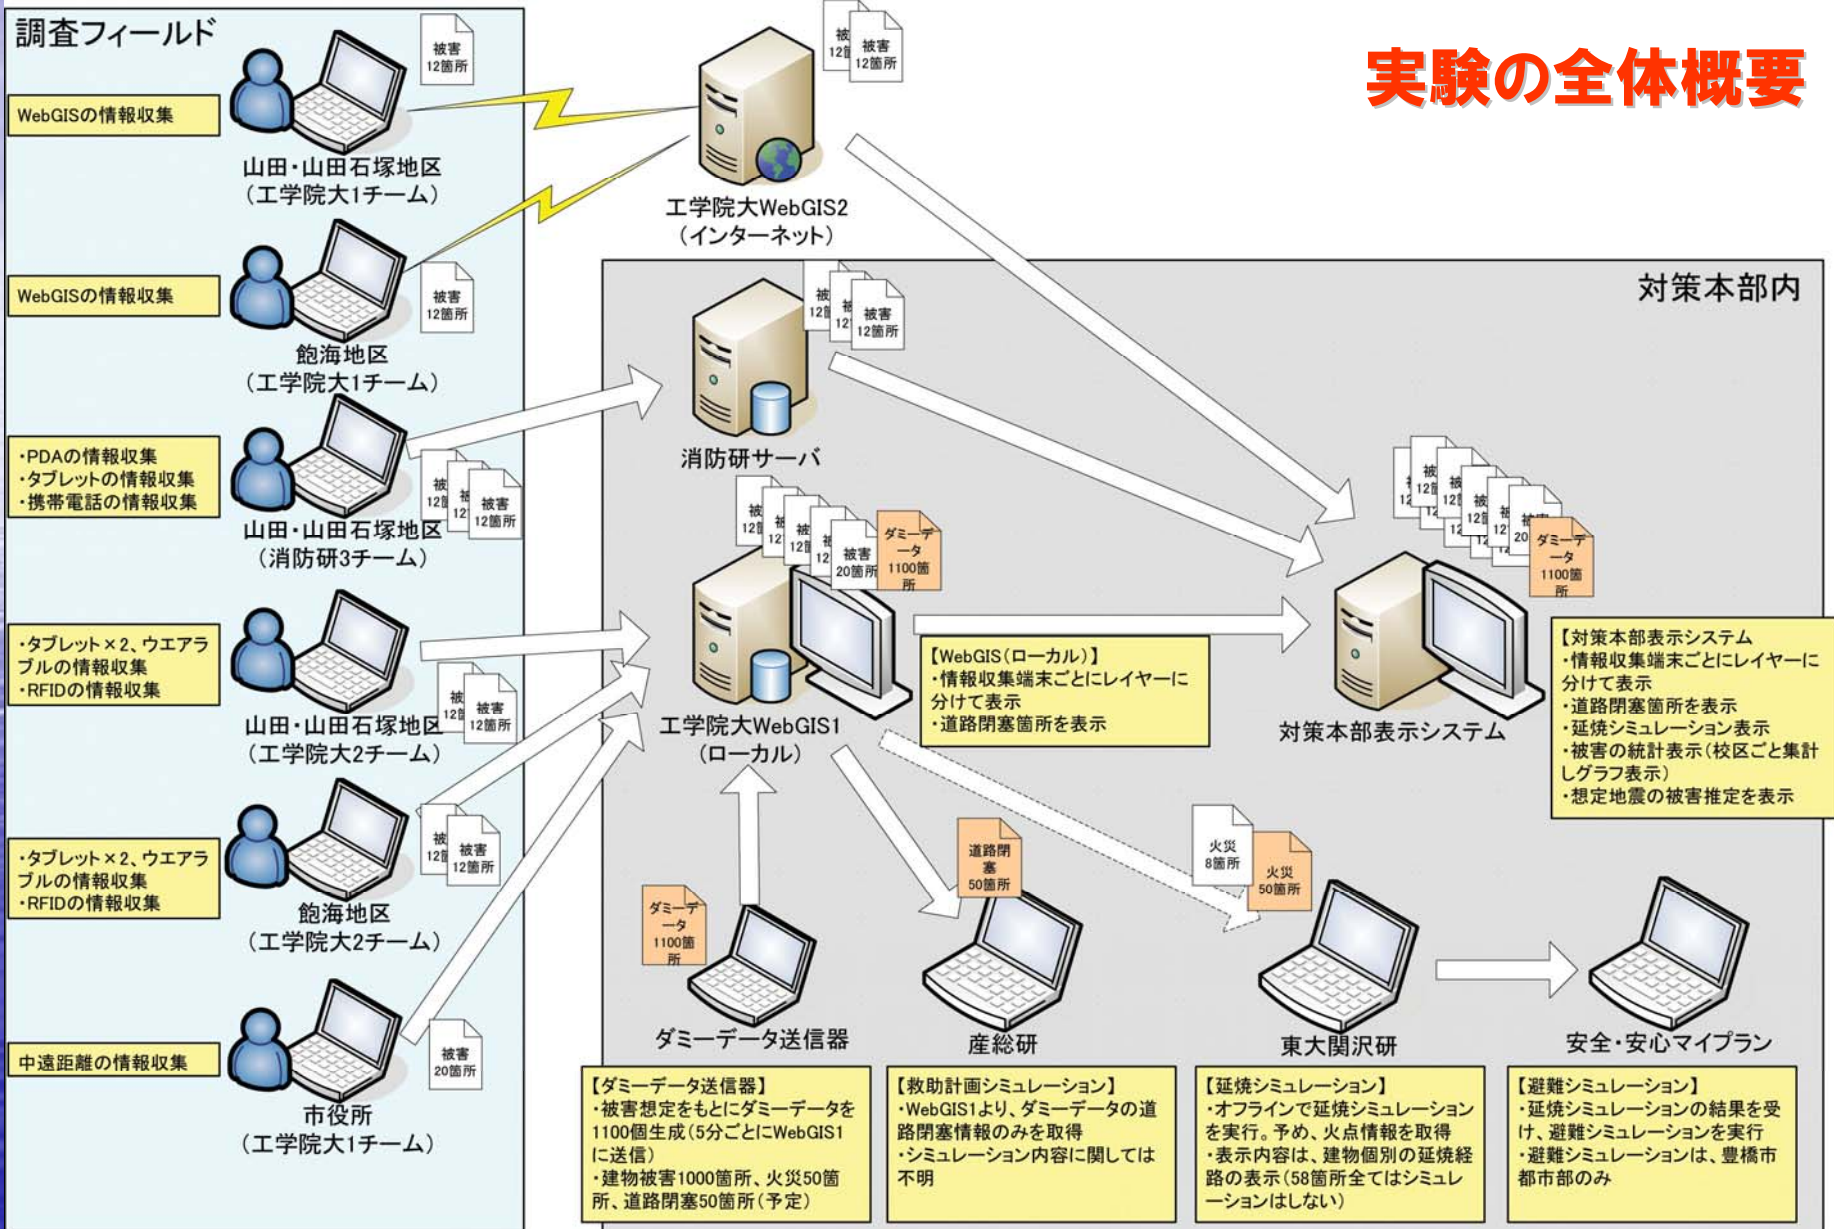 実験の全体概要
調査フィールド
WebGISの情報収集
被害
12箇所
山田・山田石塚地区
(工学院大1チーム)
WebGISの情報収集
被害
12箇所
飽海地区
(工学院大1チーム)
・PDAの情報収集
・タブレットの情報収集
・携帯電話の情報収集
被害
12箇所
山田・山田石塚地区
(消防研3チーム)
・タブレット×2、ウエアラ
ブルの情報収集
・RFIDの情報収集
被害
12箇所
山田・山田石塚地区
(工学院大2チーム)
・タブレット×2、ウエアラ
ブルの情報収集
・RFIDの情報収集
被害
12箇所
飽海地区
(工学院大2チーム)
中遠距離の情報収集
被害
20箇所
市役所
(工学院大1チーム)
被害
12箇所
工学院大WebGIS2
(インターネット)
対策本部内
被害
12箇所
消防研サーバ
被害
20箇所
ダミーデ
ータ
1100箇
所
工学院大WebGIS1
(ローカル)
【WebGIS(ローカル)】
・情報収集端末ごとにレイヤーに
分けて表示
・道路閉塞箇所を表示
ダミーデ
ータ
1100箇
所
対策本部表示システム
【対策本部表示システム
・情報収集端末ごとにレイヤーに
分けて表示
・道路閉塞箇所を表示
・延焼シミュレーション表示
・被害の統計表示(校区ごと集計
しグラフ表示)
・想定地震の被害推定を表示
ダミーデ
ータ
1100箇
所
ダミーデータ送信器
【ダミーデータ送信器】
・被害想定をもとにダミーデータを
1100個生成(5分ごとにWebGIS1
に送信)
・建物被害1000箇所、火災50箇
所、道路閉塞50箇所(予定)
道路閉
塞
50箇所
産総研
【救助計画シミュレーション】
・WebGIS1より、ダミーデータの道
路閉塞情報のみを取得
・シミュレーション内容に関しては
不明
火災
8箇所
火災
50箇所
東大関沢研
【延焼シミュレーション】
・オフラインで延焼シミュレーション
を実行。予め、火点情報を取得
・表示内容は、建物個別の延焼経
路の表示(58箇所全てはシミュレ
ーションはしない)
安全・安心マイプラン
【避難シミュレーション】
・延焼シミュレーションの結果を受
け、避難シミュレーションを実行
・避難シミュレーションは、豊橋市
都市部のみ